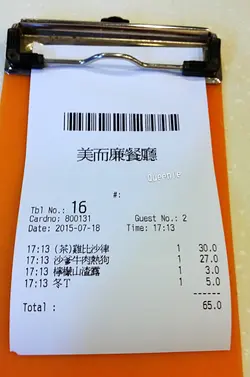 美而廉餐廳
queenie
#:
Tbl No.: 16
Cardno: 800131 Guest No.: 2
Date: 2015-07-18 Time: 17:13
17:13 (茶)雞比沙律 1 30.0
17:13 沙爹牛肉熱狗 1 27.0
17:13 檸檬山渣露 1 3.0
17:13 冬T 1 5.0
Total : 65.0